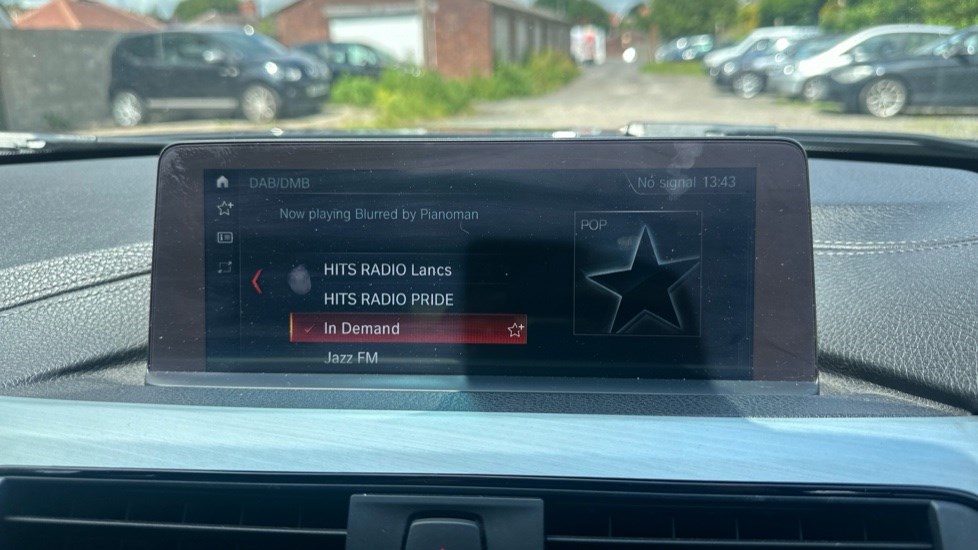 DAB/DMB
No signal 13:43
Now playing Blurred by Pianoman
POP
HITS RADIO Lancs
HITS RADIO PRIDE
In Demand
Jazz FM